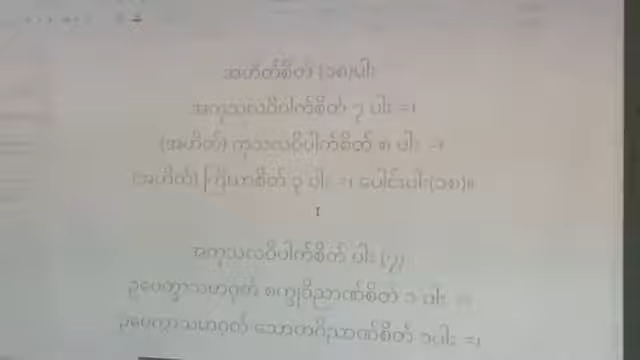 အဟိတ်စိတ် (၁၈)ပါး
အကုသလဝိပါက်စိတ် ၇ ပါး =၊
(အဟိတ်) ကုသလဝိပါက်စိတ် ၈ ပါး =၊
(အဟိတ်) ကြိယာစိတ် ၃ ပါး =၊ ပေါင်းပါး(၁၈)။
အကုသလဝိပါက်စိတ် ပါး (၇)
ဥပေက္ခာသဟဂုတ် စက္ခုဝိညာဏ်စိတ် ၁ ပါး =၊
ဥပေက္ခာသဟဂုတ် သောတဝိညာဏ်စိတ် ၁ပါး =၊